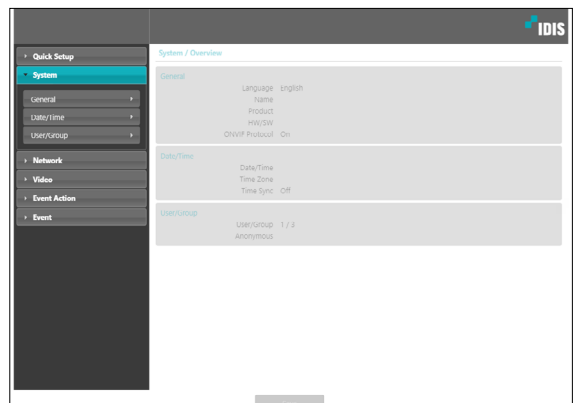 IDIS
Quick Setup
System
General
Date/Time
User/Group
Network
Video
Event Action
Event
System / Overview
General
Language English
Name
Product
HW/SW
ONVIF Protocol On
Date/Time
Date/Time
Time Zone
Time Sync Off
User/Group
User/Group 1 / 3
Anonymous